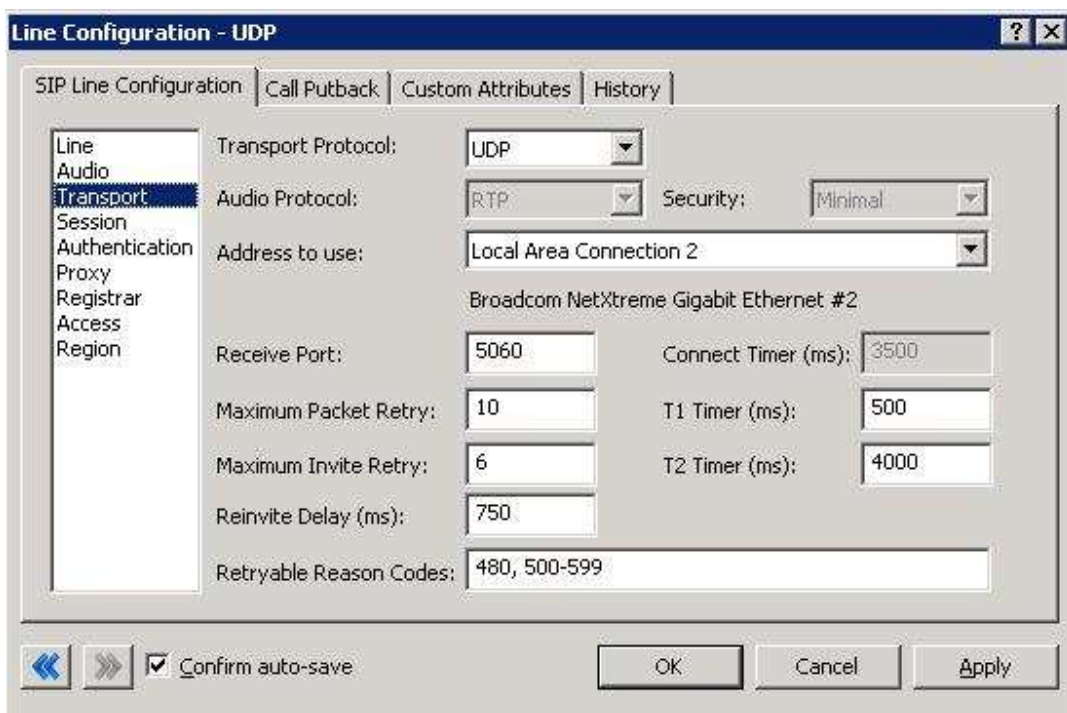 Line Configuration - UDP
SIP Line Configuration
Call Putback
Custom Attributes
History
Line
Audio
Transport
Session
Authentication
Proxy
Registrar
Access
Region
Transport Protocol: UDP
Audio Protocol: RTP Security: Minimal
Address to use: Local Area Connection 2
Broadcom NetXtreme Gigabit Ethernet #2
Receive Port: 5060 Connect Timer (ms): 3500
Maximum Packet Retry: 10 T1 Timer (ms): 500
Maximum Invite Retry: 6 T2 Timer (ms): 4000
Reinvite Delay (ms): 750
Retryable Reason Codes: 480, 500-599
Confirm auto-save
OK
Cancel
Apply